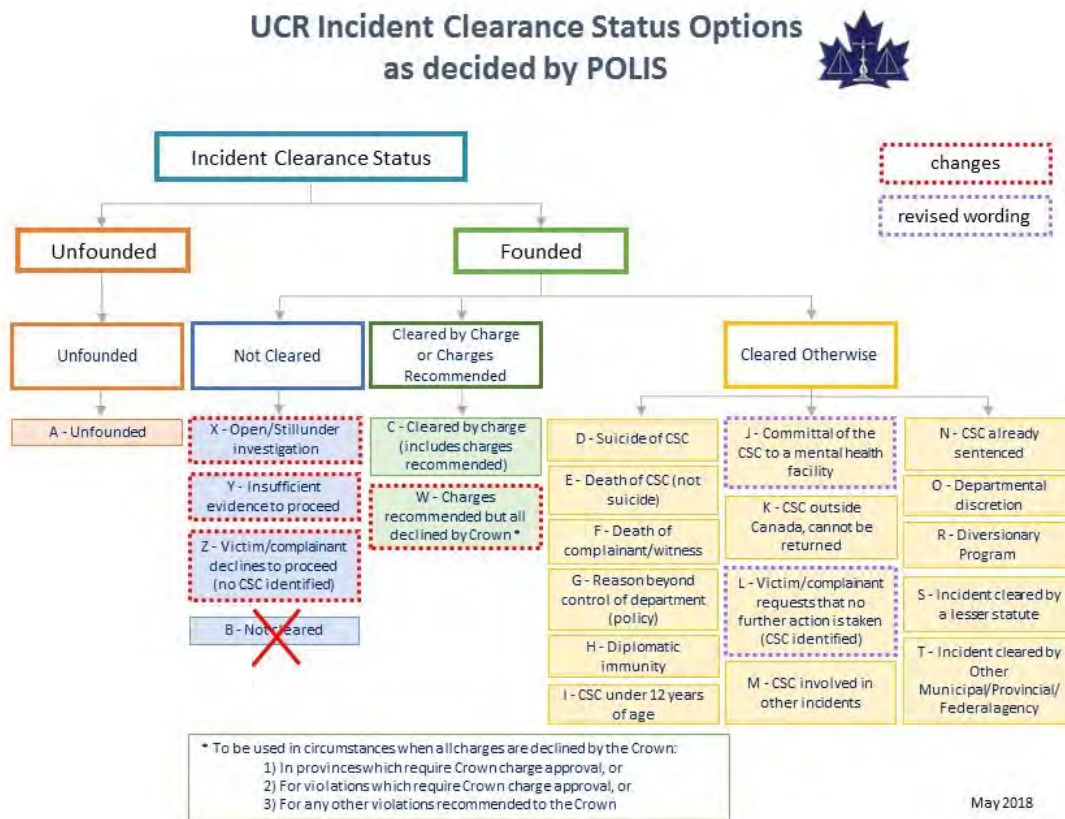 UCR Incident Clearance Status Options
as decided by POLIS
Incident Clearance Status
changes
revised wording
Unfounded
Founded
Unfounded
Not Cleared
Cleared by Charge
or Charges
Recommended
Cleared Otherwise
A - Unfounded
X - Open/Still under
investigation
Y - Insufficient
evidence to proceed
Z - Victim/complainant
declines to proceed
(no CSC identified)
B - Not cleared
C - Cleared by charge
(includes charges
recommended)
W - Charges
recommended but all
declined by Crown*
D - Suicide of CSC
E - Death of CSC (not
suicide)
F - Death of
complainant/witness
G - Reason beyond
control of department
(policy)
H - Diplomatic
immunity
I - CSC under 12 years
of age
J - Committal of the
CSC to a mental health
facility
K - CSC outside
Canada, cannot be
returned
L - Victim/complainant
requests that no
further action is taken
(CSC identified)
M - CSC involved in
other incidents
N - CSC already
sentenced
O - Departmental
discretion
R - Diversionary
Program
S - Incident cleared by
a lesser statute
T - Incident cleared by
Other
Municipal/Provincial/
Federal agency
* To be used in circumstances when all charges are declined by the Crown:
1) In provinces which require Crown charge approval, or
2) For violations which require Crown charge approval, or
3) For any other violations recommended to the Crown
May 2018